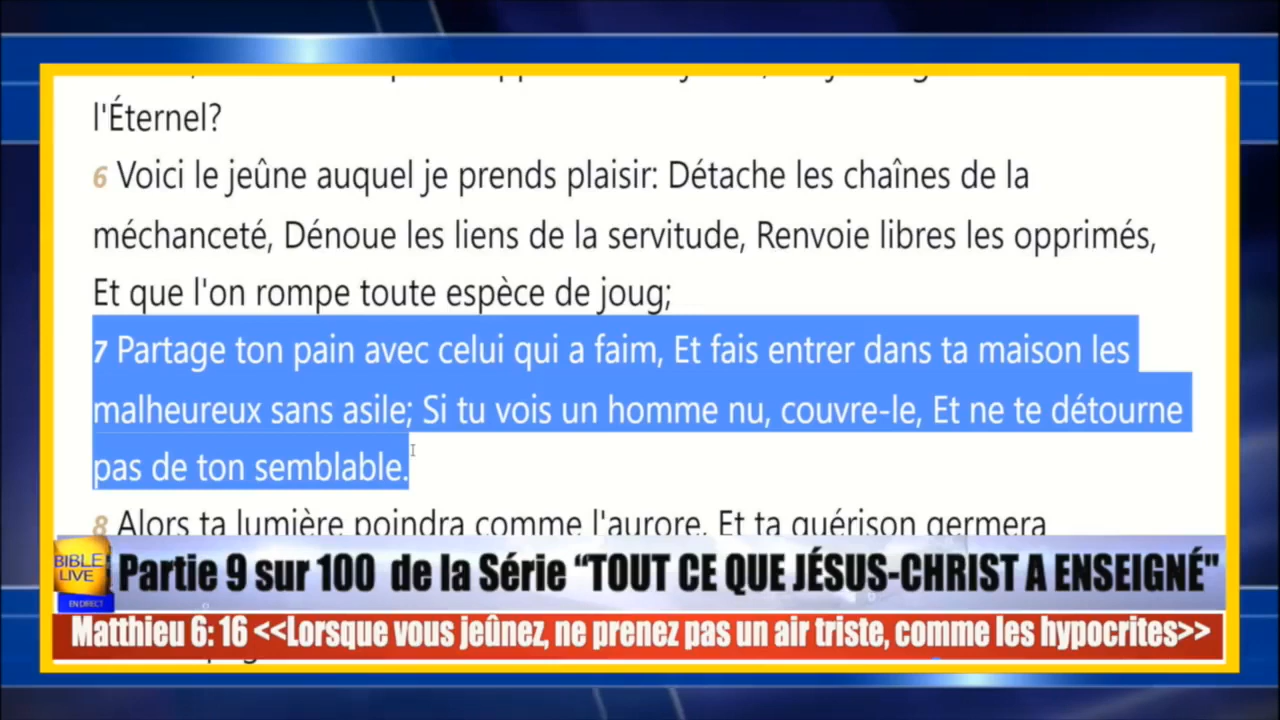 l'Éternel?
6 Voici le jeûne auquel je prends plaisir: Détache les chaînes de la
méchanceté, Dénoue les liens de la servitude, Renvoie libres les opprimés,
Et que l'on rompe toute espèce de joug;
7 Partage ton pain avec celui qui a faim, Et fais entrer dans ta maison les
malheureux sans asile; Si tu vois un homme nu, couvre-le, Et ne te détourne
pas de ton semblable.
8 Alors ta lumière poindra comme l'aurore, Et ta guérison germera
BIBLE
LIVE
EN DIRECT
Partie 9 sur 100 de la Série “TOUT CE QUE JÉSUS-CHRIST A ENSEIGNÉ"
Matthieu 6: 16 <<Lorsque vous jeûnez, ne prenez pas un air triste, comme les hypocrites>>